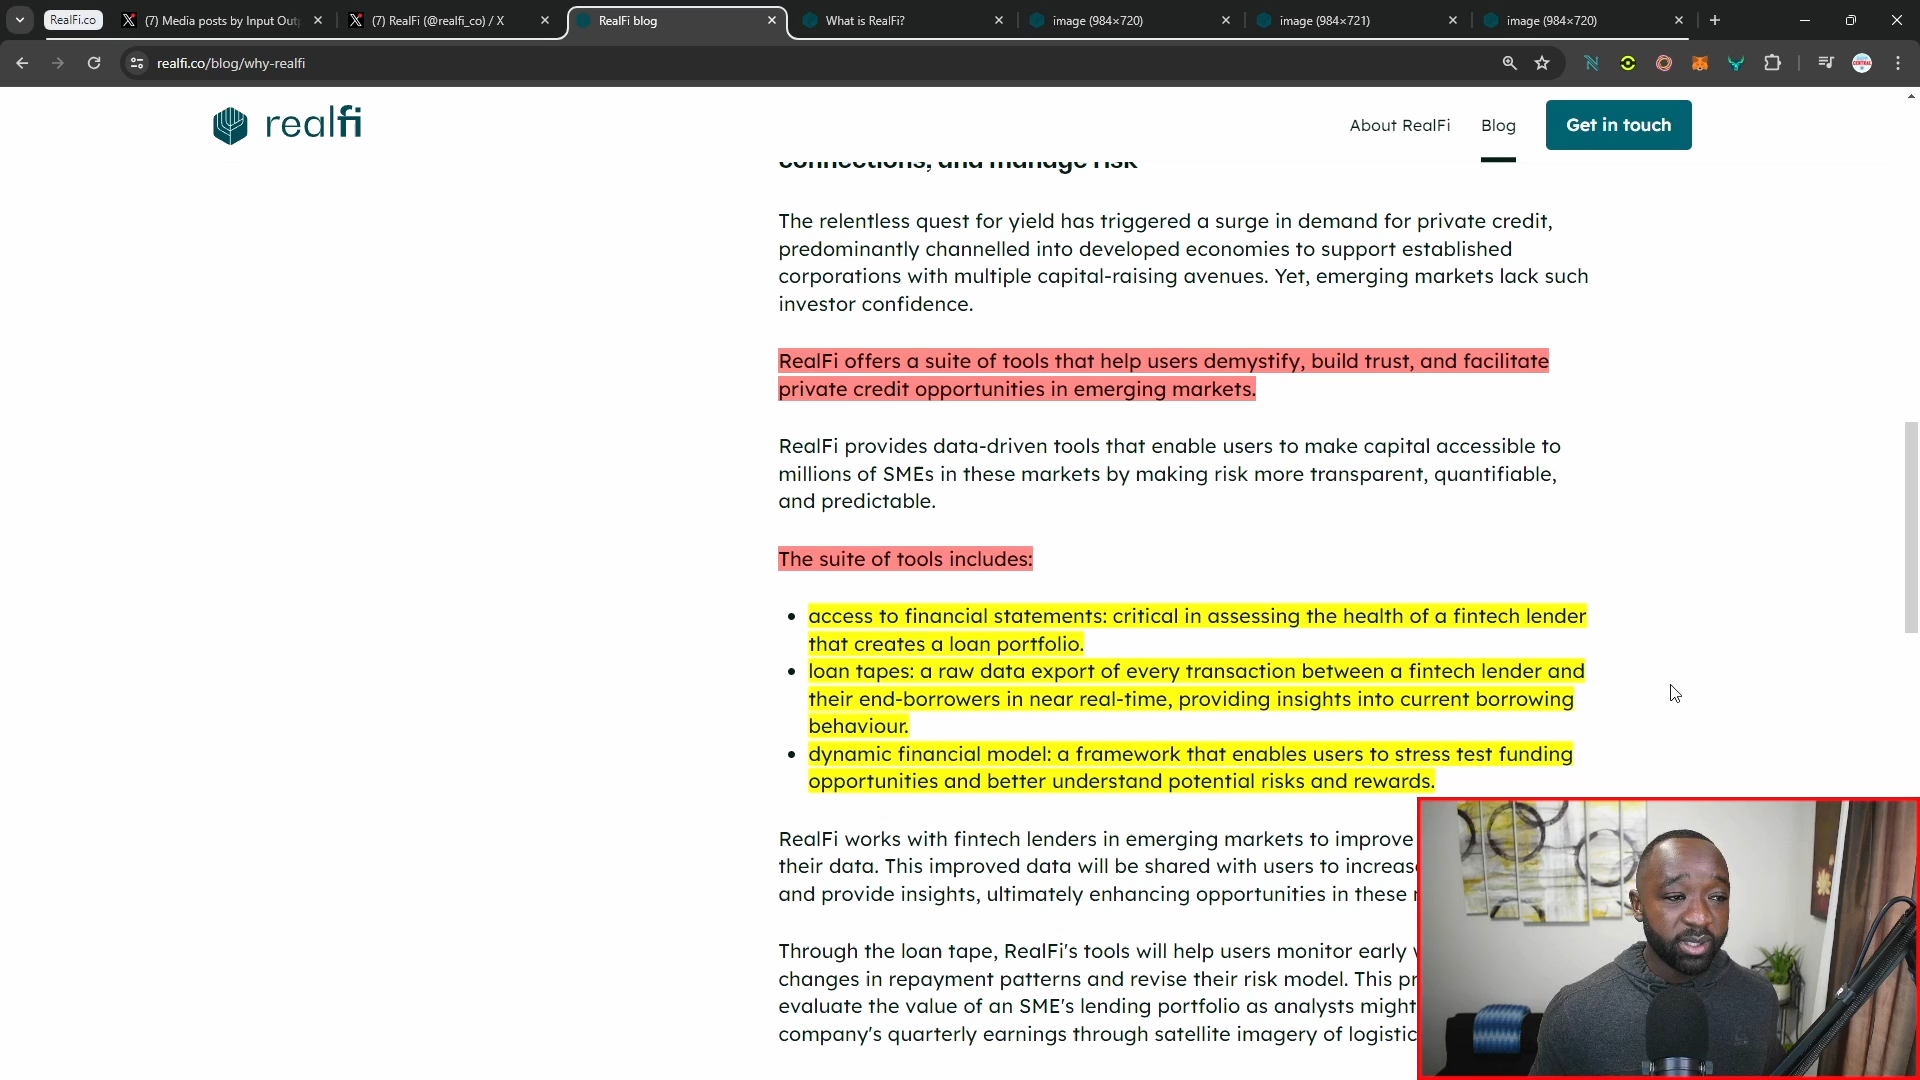 RealFi.co
(7) Media posts by Input Outp
(7) RealFi (@realfi_co) / X
RealFi blog
What is RealFi?
image (984×720)
image (984×721)
image (984×720)
realfi.co/blog/why-realfi
realfi
About RealFi
Blog
Get in touch
connections, and manage risk
The relentless quest for yield has triggered a surge in demand for private credit,
predominantly channelled into developed economies to support established
corporations with multiple capital-raising avenues. Yet, emerging markets lack such
investor confidence.
RealFi offers a suite of tools that help users demystify, build trust, and facilitate
private credit opportunities in emerging markets.
RealFi provides data-driven tools that enable users to make capital accessible to
millions of SMEs in these markets by making risk more transparent, quantifiable,
and predictable.
The suite of tools includes:
access to financial statements: critical in assessing the health of a fintech lender
that creates a loan portfolio.
loan tapes: a raw data export of every transaction between a fintech lender and
their end-borrowers in near real-time, providing insights into current borrowing
behaviour.
dynamic financial model: a framework that enables users to stress test funding
opportunities and better understand potential risks and rewards.
RealFi works with fintech lenders in emerging markets to improve
their data. This improved data will be shared with users to increas
and provide insights, ultimately enhancing opportunities in these
Through the loan tape, RealFi's tools will help users monitor early
changes in repayment patterns and revise their risk model. This pr
evaluate the value of an SME's lending portfolio as analysts might
company's quarterly earnings through satellite imagery of logistic